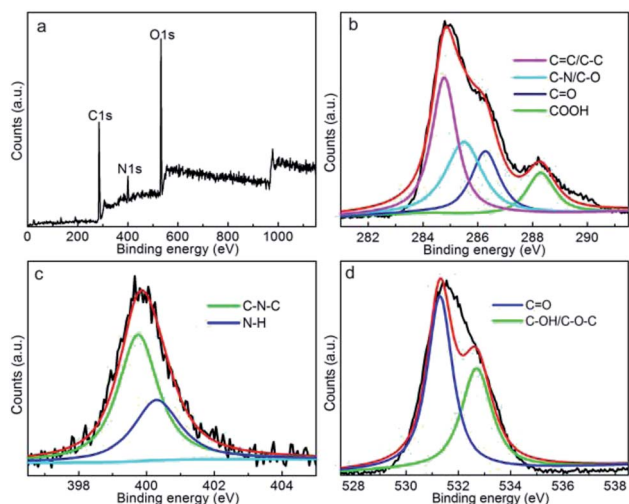 a
O1s
C1s
N1s
Counts (a.u.)
0 200 400 600 800 1000
Binding energy (eV)
b
C=C/C-C
C-N/C-O
C=O
COOH
Counts (a.u.)
282 284 286 288 290
Binding energy (eV)
c
C-N-C
N-H
Counts (a.u.)
398 400 402 404
Binding energy (eV)
d
C=O
C-OH/C-O-C
Counts (a.u.)
528 530 532 534 536 538
Binding energy (eV)